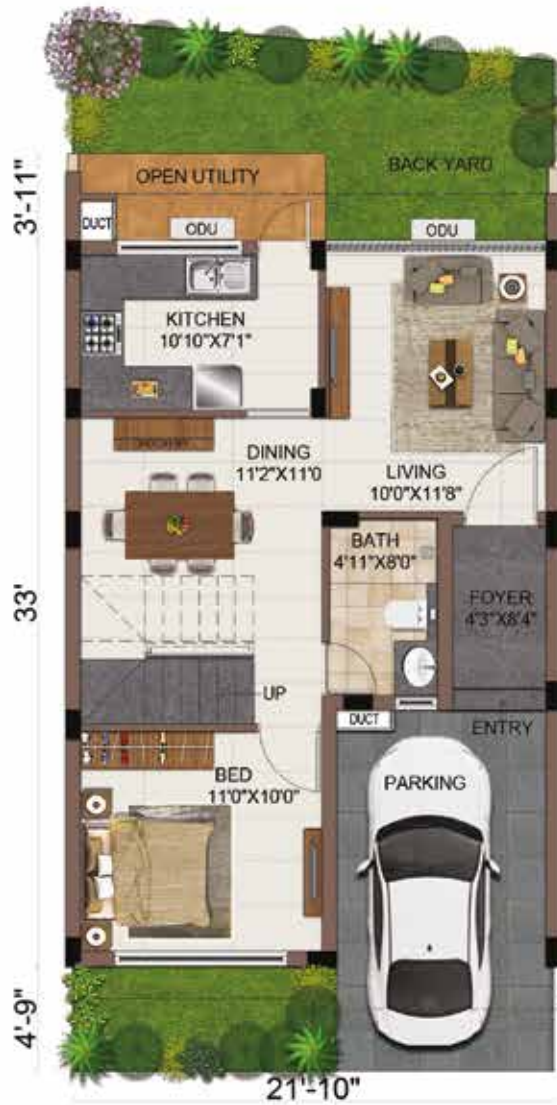 BACK YARD
OPEN UTILITY
3'-11"
DUCT
ODU
ODU
KITCHEN
10'10"X7'1"
CROCKERY
DINING
11'2"X11'0
LIVING
10'0"X11'8"
BATH
4'11"X8'0"
33'
FOYER
4'3"X8'4"
UP
DUCT
ENTRY
BED
11'0"X10'0"
PARKING
4'-9"
21'-10"